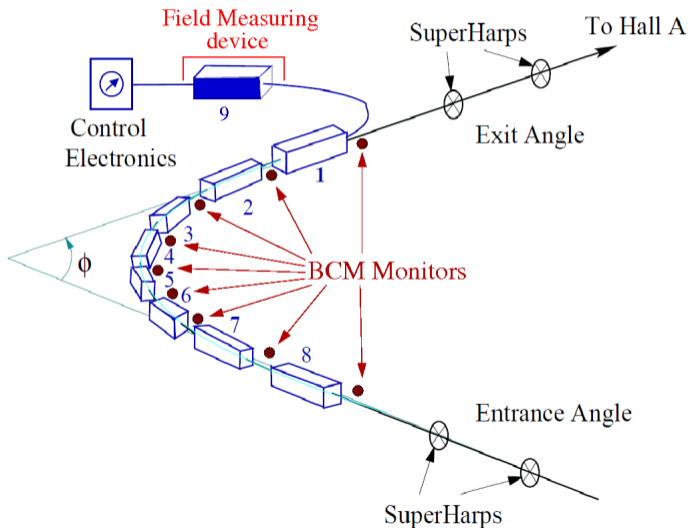 Field Measuring
device
SuperHarps
To Hall A
9
Control
Electronics
Exit Angle
1
2
3
4
5
6
7
8
ϕ
BCM Monitors
Entrance Angle
SuperHarps